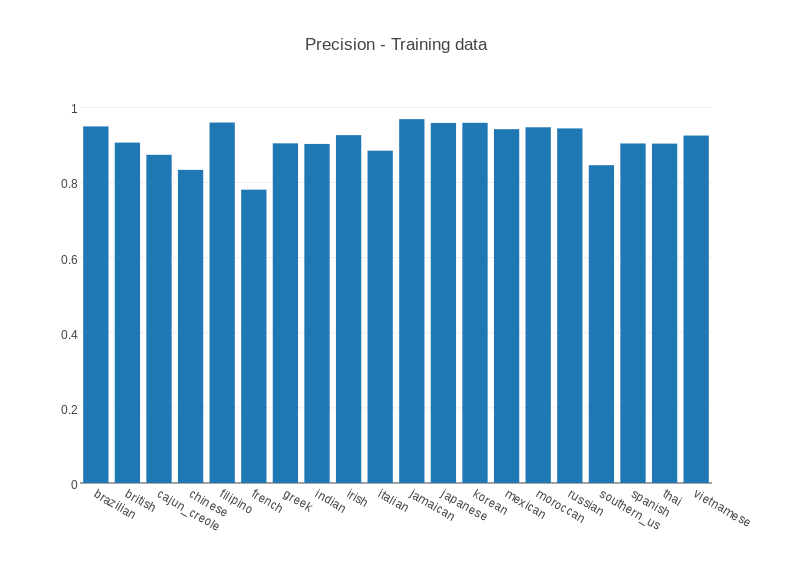 Precision - Training data
1
0.8
0.6
0.4
0.2
0
brazilian
british
cajun_creole
chinese
filipino
french
greek
indian
irish
italian
jamaican
japanese
korean
mexican
moroccan
russian
southern_us
spanish
thai
vietnamese